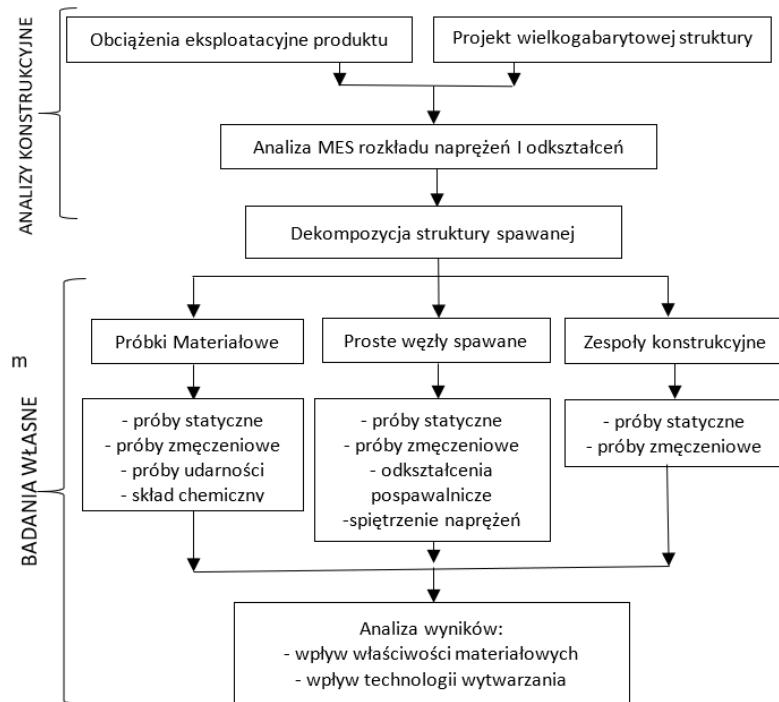 ANALIZY KONSTRUKCYJNE
Obciążenia eksploatacyjne produktu
Projekt wielkogabarytowej struktury
Analiza MES rozkładu naprężeń I odkształceń
Dekompozycja struktury spawanej
m
BADANIA WŁASNE
Próbki Materiałowe
Proste węzły spawane
Zespoły konstrukcyjne
- próby statyczne
- próby zmęczeniowe
- próby udarności
- skład chemiczny
- próby statyczne
- próby zmęczeniowe
- odkształcenia
pospawalnicze
-spiętrzenie naprężeń
- próby statyczne
- próby zmęczeniowe
Analiza wyników:
- wpływ właściwości materiałowych
- wpływ technologii wytwarzania